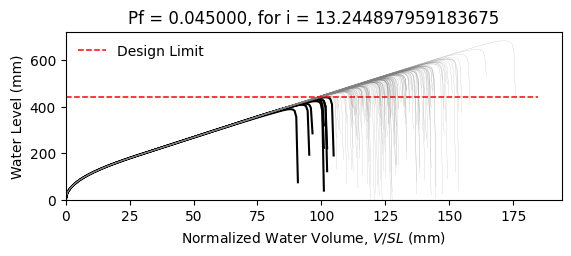 Pf = 0.045000, for i = 13.244897959183675
Design Limit
Water Level (mm)
600
400
200
0
0 25 50 75 100 125 150 175
Normalized Water Volume, V/SL (mm)